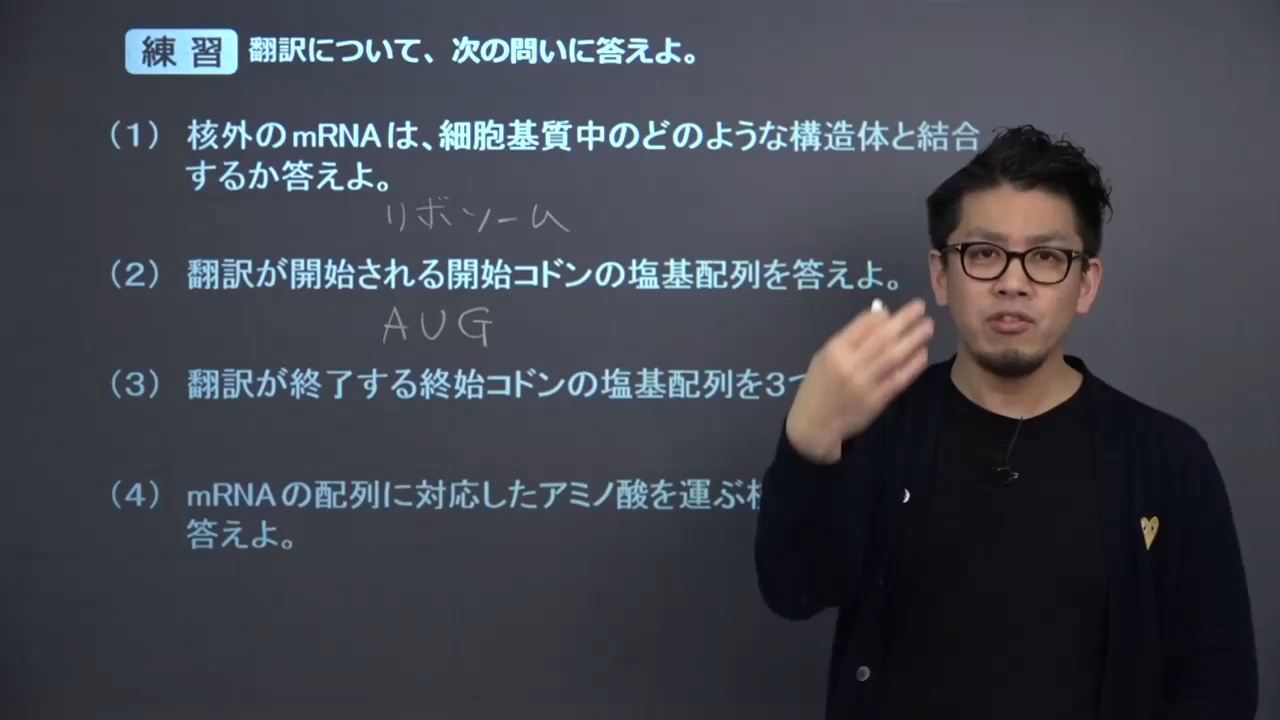 練習 翻訳について、次の問いに答えよ。
(1) 核外のmRNAは、細胞基質中のどのような構造体と結合
するか答えよ。
リボソーム
(2) 翻訳が開始される開始コドンの塩基配列を答えよ。
AUG
(3) 翻訳が終了する終始コドンの塩基配列を3
(4) mRNAの配列に対応したアミノ酸を運ぶ
答えよ。